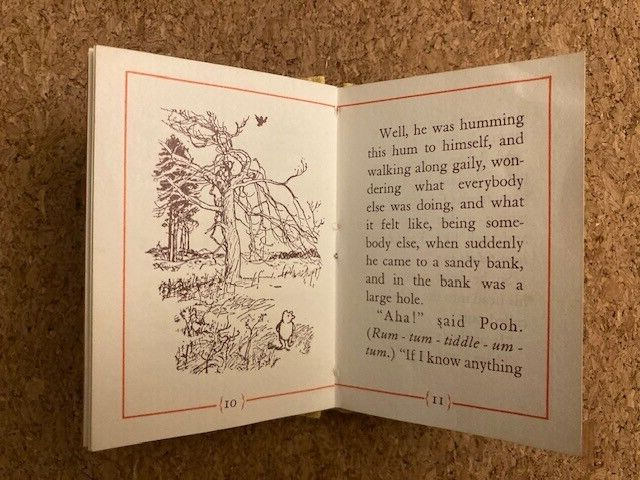 {10}
Well, he was humming
this hum to himself, and
walking along gaily, won-
dering what everybody
else was doing, and what
it felt like, being some-
body else, when suddenly
he came to a sandy bank,
and in the bank was a
large hole.
"Aha!" said Pooh.
(Rum - tum - tiddle - um -
tum.) "If I know anything
{11}